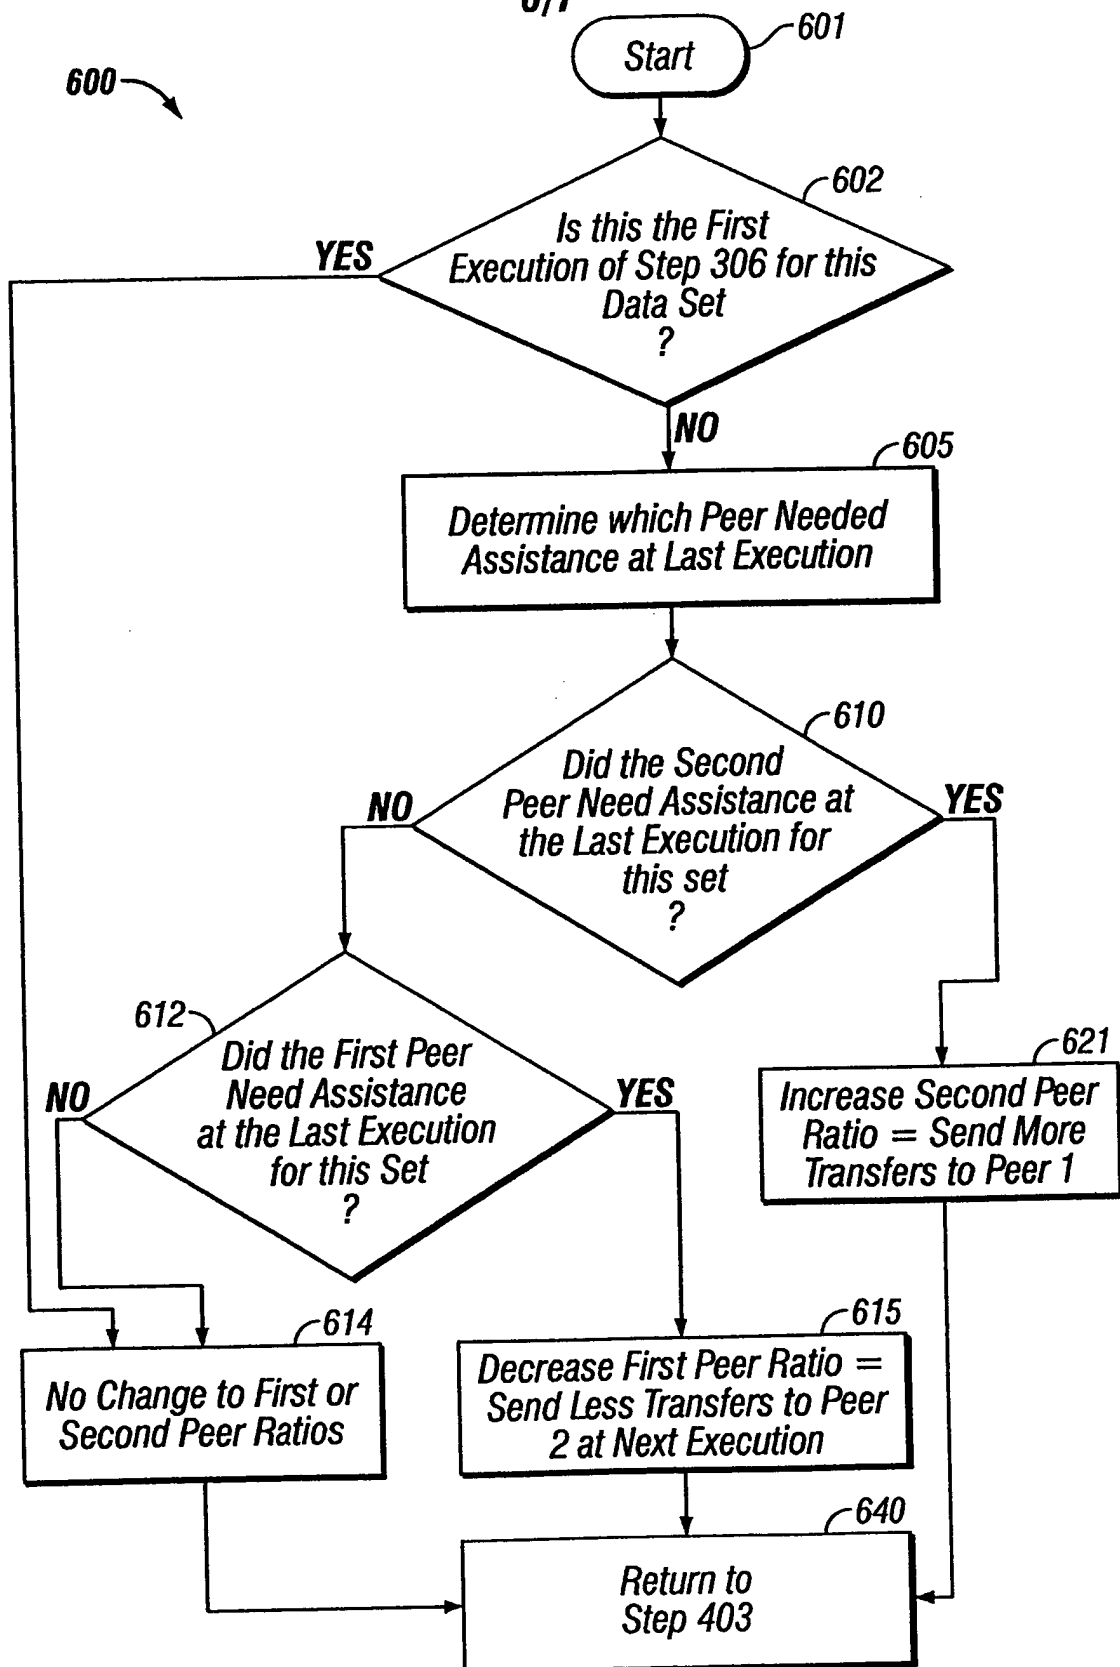 601
Start
600
602
Is this the First
Execution of Step 306 for this
Data Set
?
YES
NO
605
Determine which Peer Needed
Assistance at Last Execution
610
Did the Second
Peer Need Assistance at
the Last Execution for
this set
?
NO
YES
612
Did the First Peer
Need Assistance
at the Last Execution
for this Set
?
NO
YES
621
Increase Second Peer
Ratio = Send More
Transfers to Peer 1
614
No Change to First or
Second Peer Ratios
615
Decrease First Peer Ratio =
Send Less Transfers to Peer
2 at Next Execution
640
Return to
Step 403